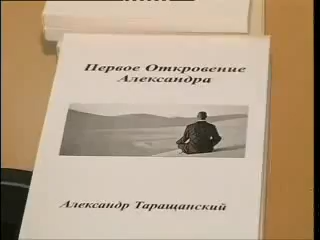 Первое Откровение
Александра
Александр Таращанский